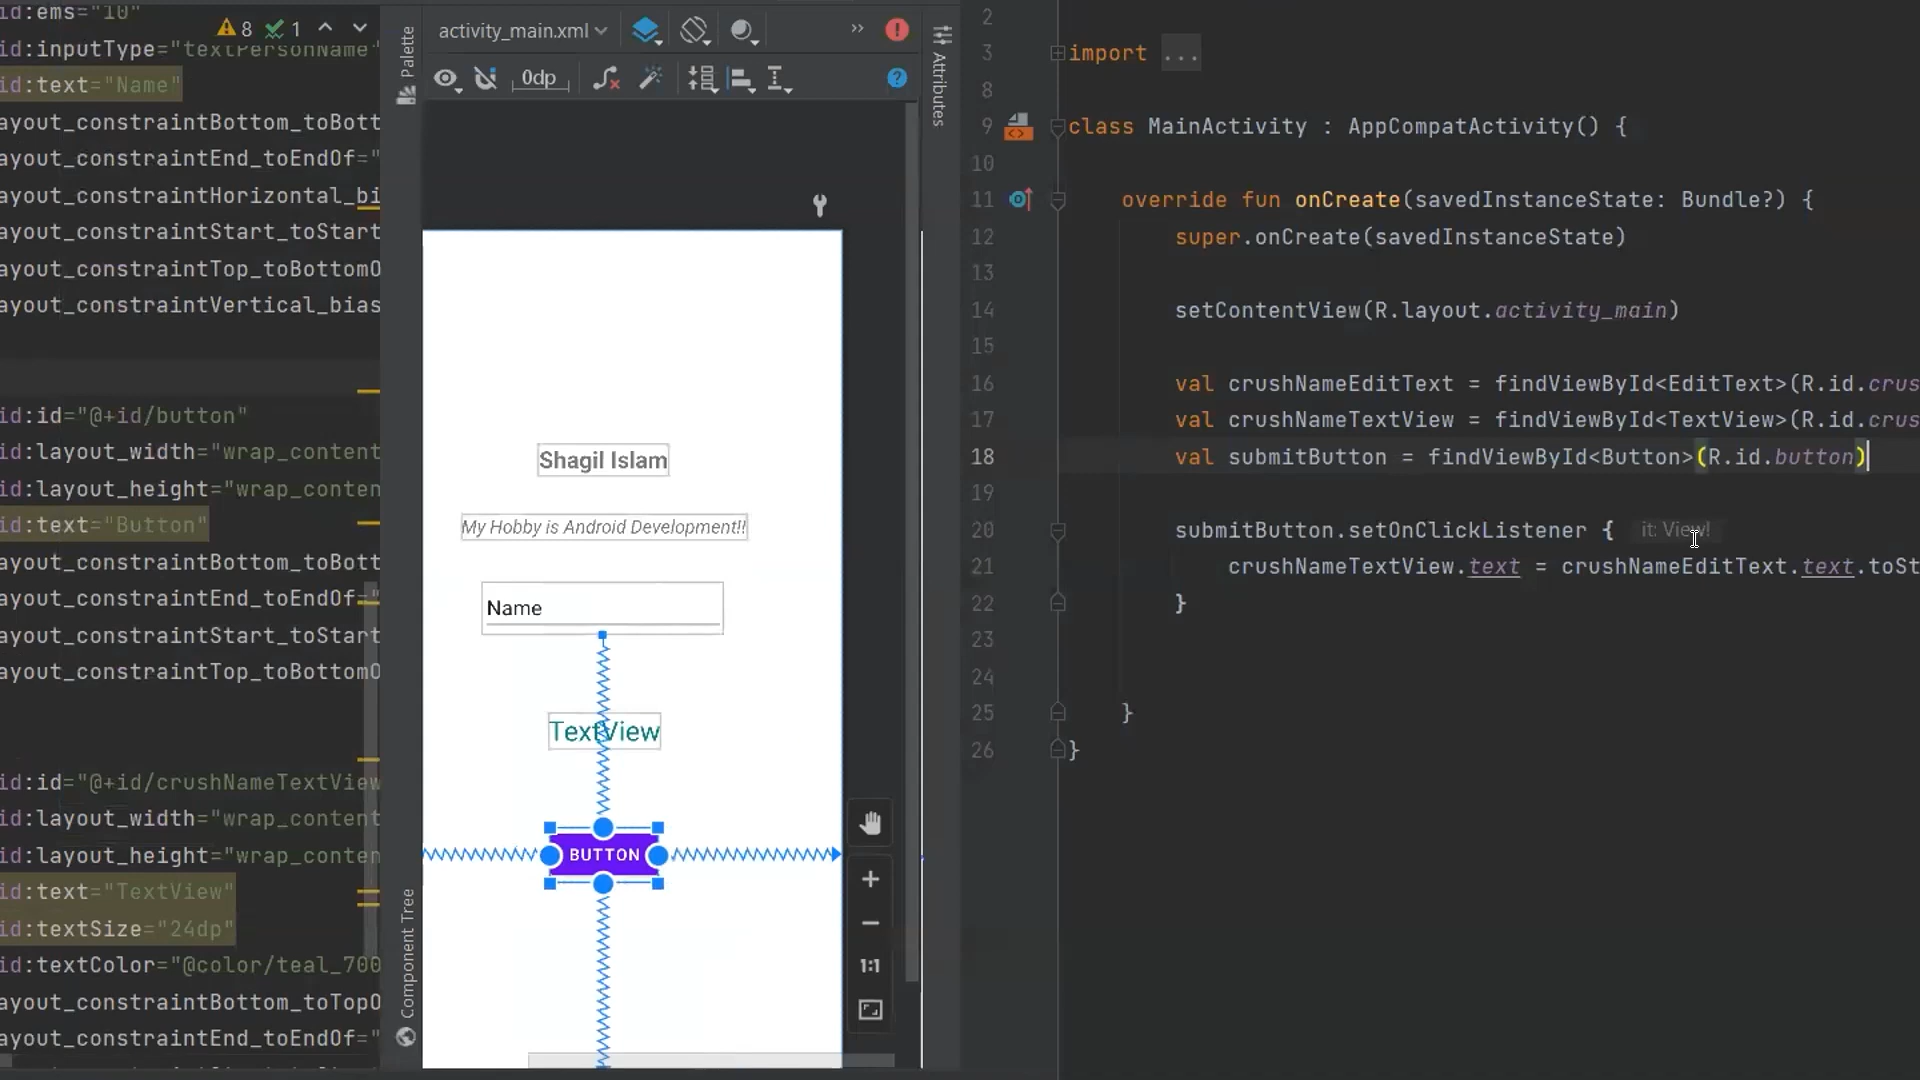 id:ems="10"
8 1
id:inputType="textPersonName"
id:text="Name"
ayout_constraintBottom_toBott
ayout_constraintEnd_toEndOf="
ayout_constraintHorizontal_bi
ayout_constraintStart_toStart
ayout_constraintTop_toBottomO
ayout_constraintVertical_bias
id:id="@+id/button"
id:layout_width="wrap_content
id:layout_height="wrap_conten
id:text="Button"
ayout_constraintBottom_toBott
ayout_constraintEnd_toEndOf="
ayout_constraintStart_toStart
ayout_constraintTop_toBottomO
id:id="@+id/crushNameTextView
id:layout_width="wrap_content
id:layout_height="wrap_conten
id:text="TextView"
id:textSize="24dp"
id:textColor="@color/teal_700
ayout_constraintBottom_toTopO
ayout_constraintEnd_toEndOf="
Palette
Component Tree
activity_main.xml
0dp
Shagil Islam
My Hobby is Android Development!!
Name
TextView
BUTTON
1:1
Attributes
2
3 import ...
8
9 class MainActivity : AppCompatActivity() {
10
11 override fun onCreate(savedInstanceState: Bundle?) {
12 super.onCreate(savedInstanceState)
13
14 setContentView(R.layout.activity_main)
15
16 val crushNameEditText = findViewById<EditText>(R.id.crus
17 val crushNameTextView = findViewById<TextView>(R.id.crus
18 val submitButton = findViewById<Button>(R.id.button)
19
20 submitButton.setOnClickListener { it: View!
21 crushNameTextView.text = crushNameEditText.text.toSt
22 }
23
24
25 }
26 }